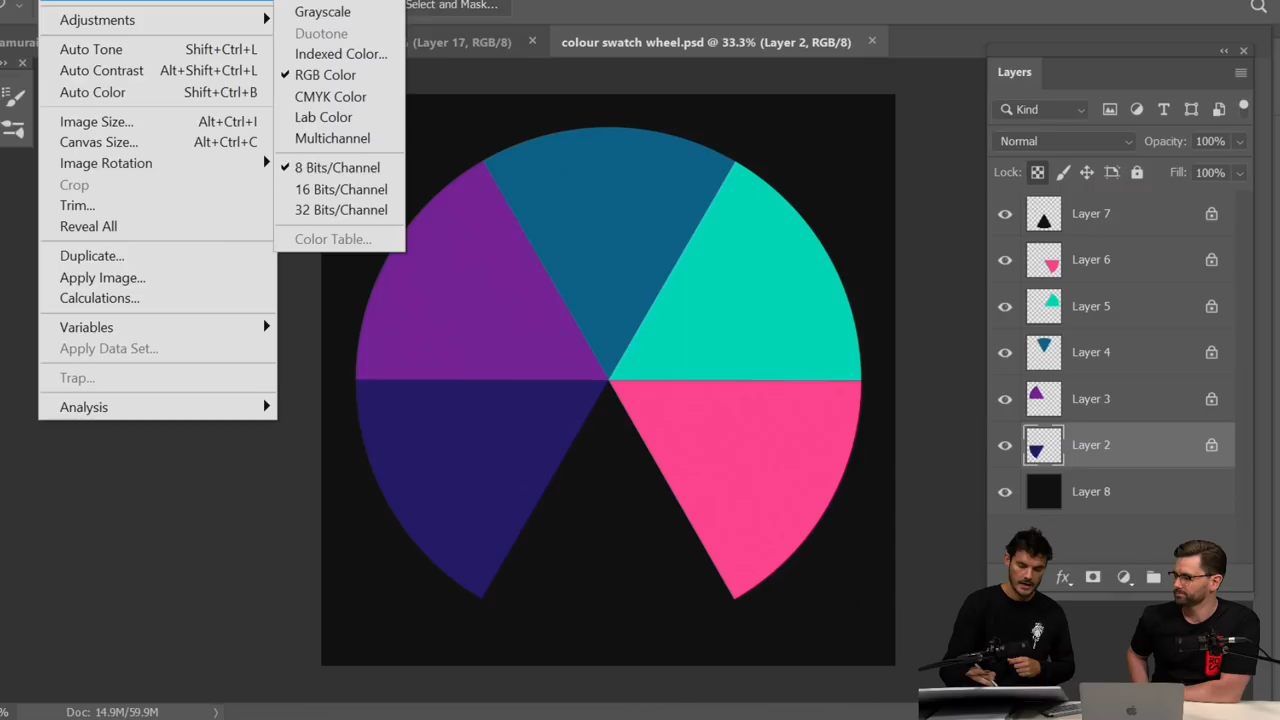 Adjustments
Auto Tone Shift+Ctrl+L
Auto Contrast Alt+Shift+Ctrl+L
Auto Color Shift+Ctrl+B
Image Size... Alt+Ctrl+I
Canvas Size... Alt+Ctrl+C
Image Rotation
Crop
Trim...
Reveal All
Duplicate...
Apply Image...
Calculations...
Variables
Apply Data Set...
Trap...
Analysis
Grayscale
Duotone
Indexed Color...
RGB Color
CMYK Color
Lab Color
Multichannel
8 Bits/Channel
16 Bits/Channel
32 Bits/Channel
Color Table...
Select and Mask...
(Layer 17, RGB/8)
colour swatch wheel.psd @ 33.3% (Layer 2, RGB/8)
Layers
Kind
Normal Opacity: 100%
Lock: Fill: 100%
Layer 7
Layer 6
Layer 5
Layer 4
Layer 3
Layer 2
Layer 8
fx
% Doc: 14.9M/59.9M